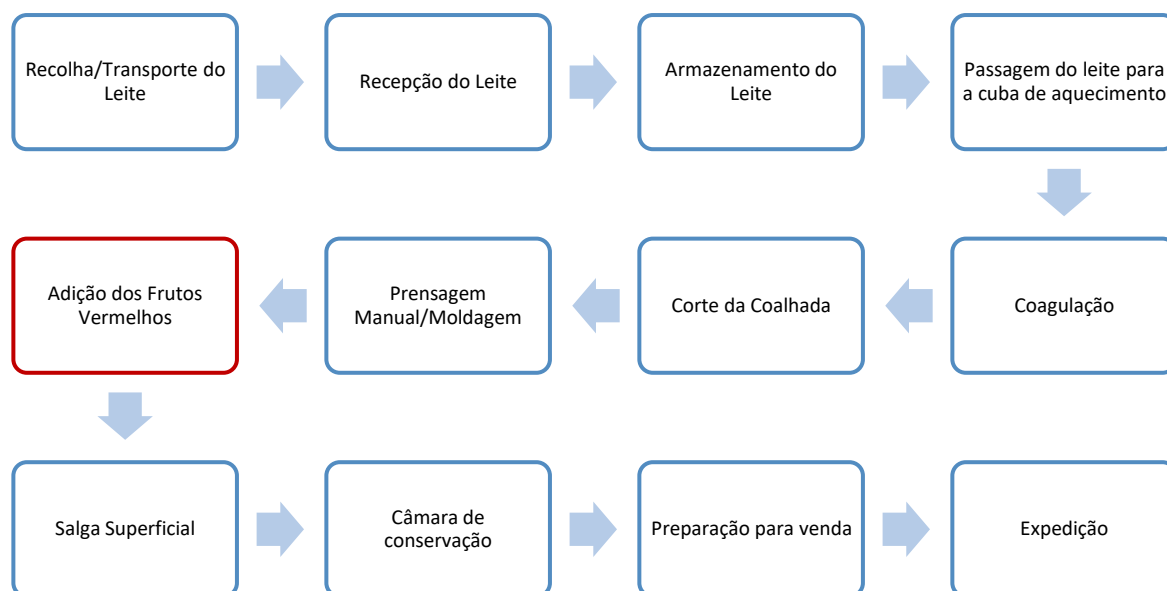 Recolha/Transporte do
Leite
Recepção do Leite
Armazenamento do
Leite
Passagem do leite para
a cuba de aquecimento
Coagulação
Corte da Coalhada
Prensagem
Manual/Moldagem
Adição dos Frutos
Vermelhos
Salga Superficial
Câmara de
conservação
Preparação para venda
Expedição